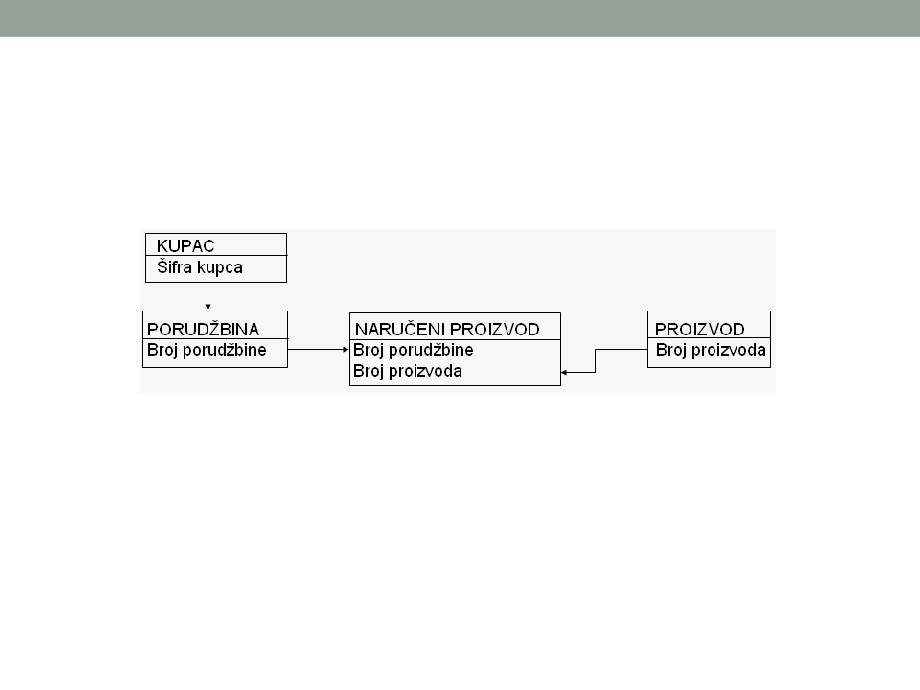 KUPAC
Šifra kupca
PORUDŽBINA
Broj porudžbine
NARUČENI PROIZVOD
Broj porudžbine
Broj proizvoda
PROIZVOD
Broj proizvoda